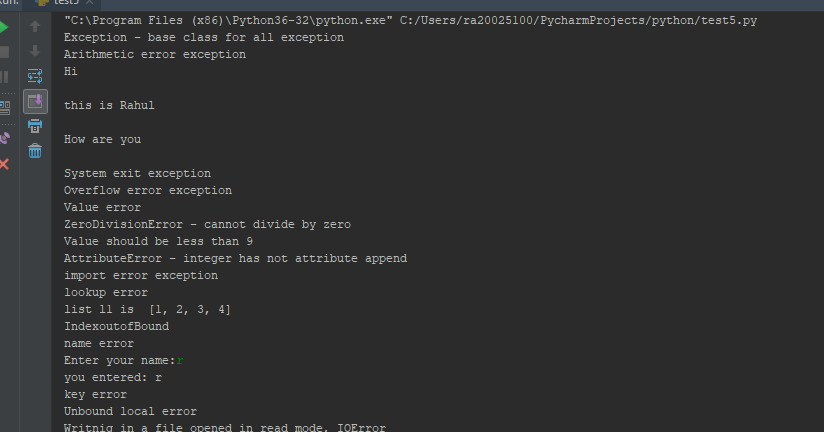 test5
"C:\Program Files (x86)\Python36-32\python.exe" C:/Users/ra20025100/PycharmProjects/python/test5.py
Exception - base class for all exception
Arithmetic error exception
Hi
this is Rahul
How are you
System exit exception
Overflow error exception
Value error
ZeroDivisionError - cannot divide by zero
Value should be less than 9
AttributeError - integer has not attribute append
import error exception
lookup error
list l1 is  [1, 2, 3, 4]
IndexoutofBound
name error
Enter your name:r
you entered: r
key error
Unbound local error
Writnig in a file opened in read mode, IOError